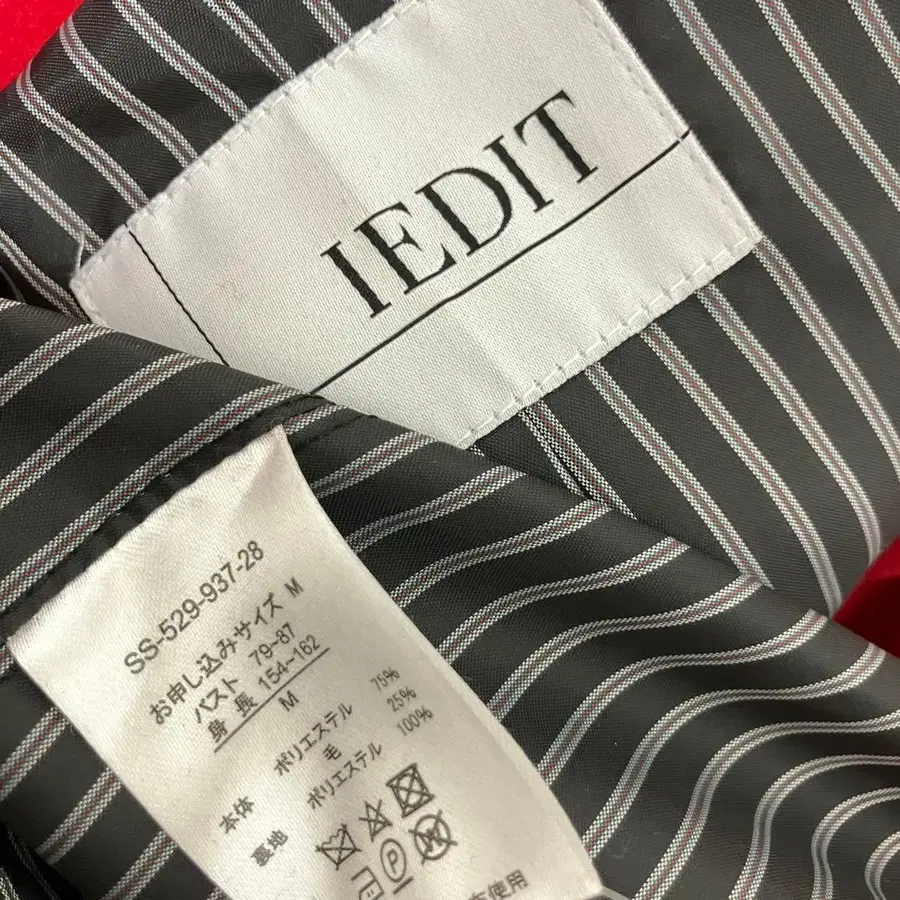 IEDIT
SS-529-937-28
お申し込みサイズ M
バスト 79-87
身長 154~162
M
本体 ポリエステル 75%
毛 25%
裏地 ポリエステル 100%
使用